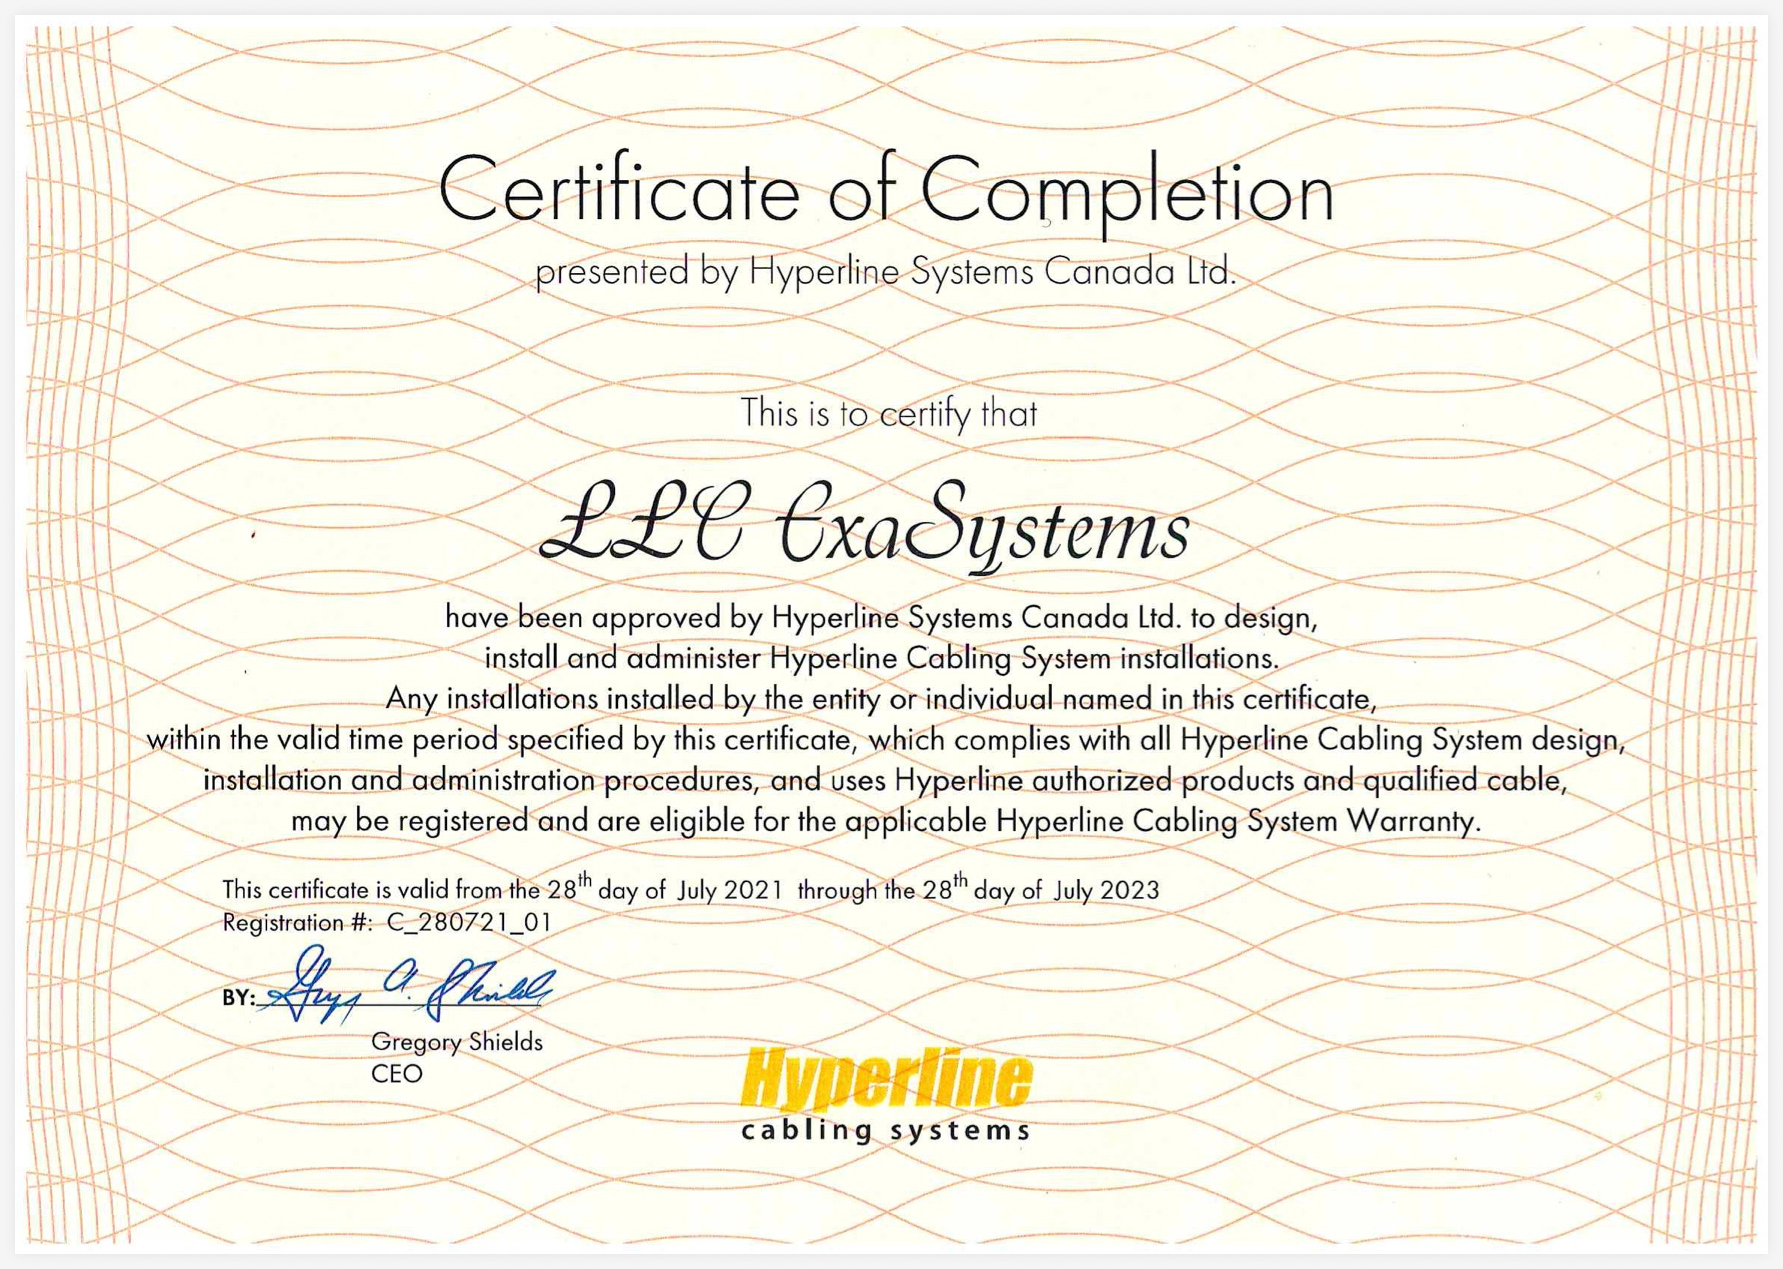 Certificate of Completion
presented by Hyperline Systems Canada Ltd.
This is to certify that
LLC ExaSystems
have been approved by Hyperline Systems Canada Ltd. to design,
install and administer Hyperline Cabling System installations.
Any installations installed by the entity or individual named in this certificate,
within the valid time period specified by this certificate, which complies with all Hyperline Cabling System design,
installation and administration procedures, and uses Hyperline authorized products and qualified cable,
may be registered and are eligible for the applicable Hyperline Cabling System Warranty.
This certificate is valid from the 28th day of July 2021 through the 28th day of July 2023
Registration #: C_280721_01
BY: Gregg A. Shields
Gregory Shields
CEO
Hyperline
cabling systems